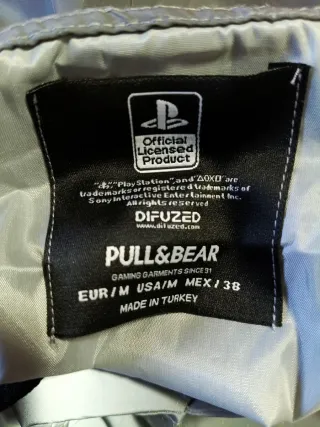 Official
Licensed
Product
"PlayStation", and "ΔOXD" are
trademarks or registered trademarks of
Sony Interactive Entertainment Inc.
All rights reserved
DIFUZED
www.difuzed.com
PULL&BEAR
GAMING GARMENTS SINCE 91
EUR/M USA/M MEX/38
MADE IN TURKEY